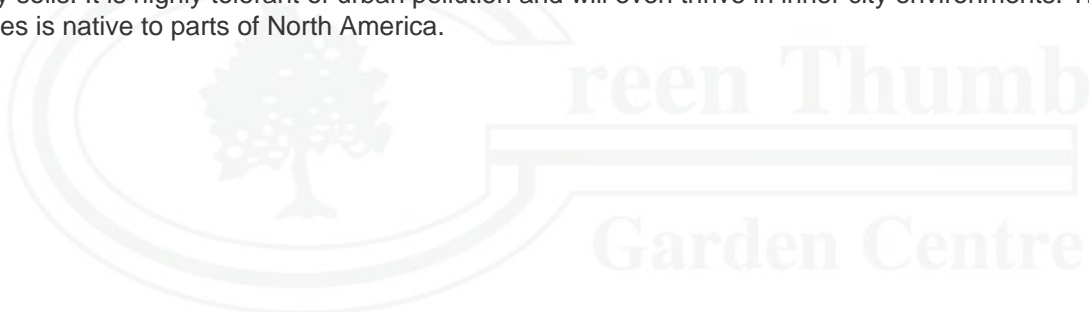 y soils. It is highly tolerant of urban pollution and will even thrive in inner city environments.
es is native to parts of North America.
reen Thumb
Garden Centre